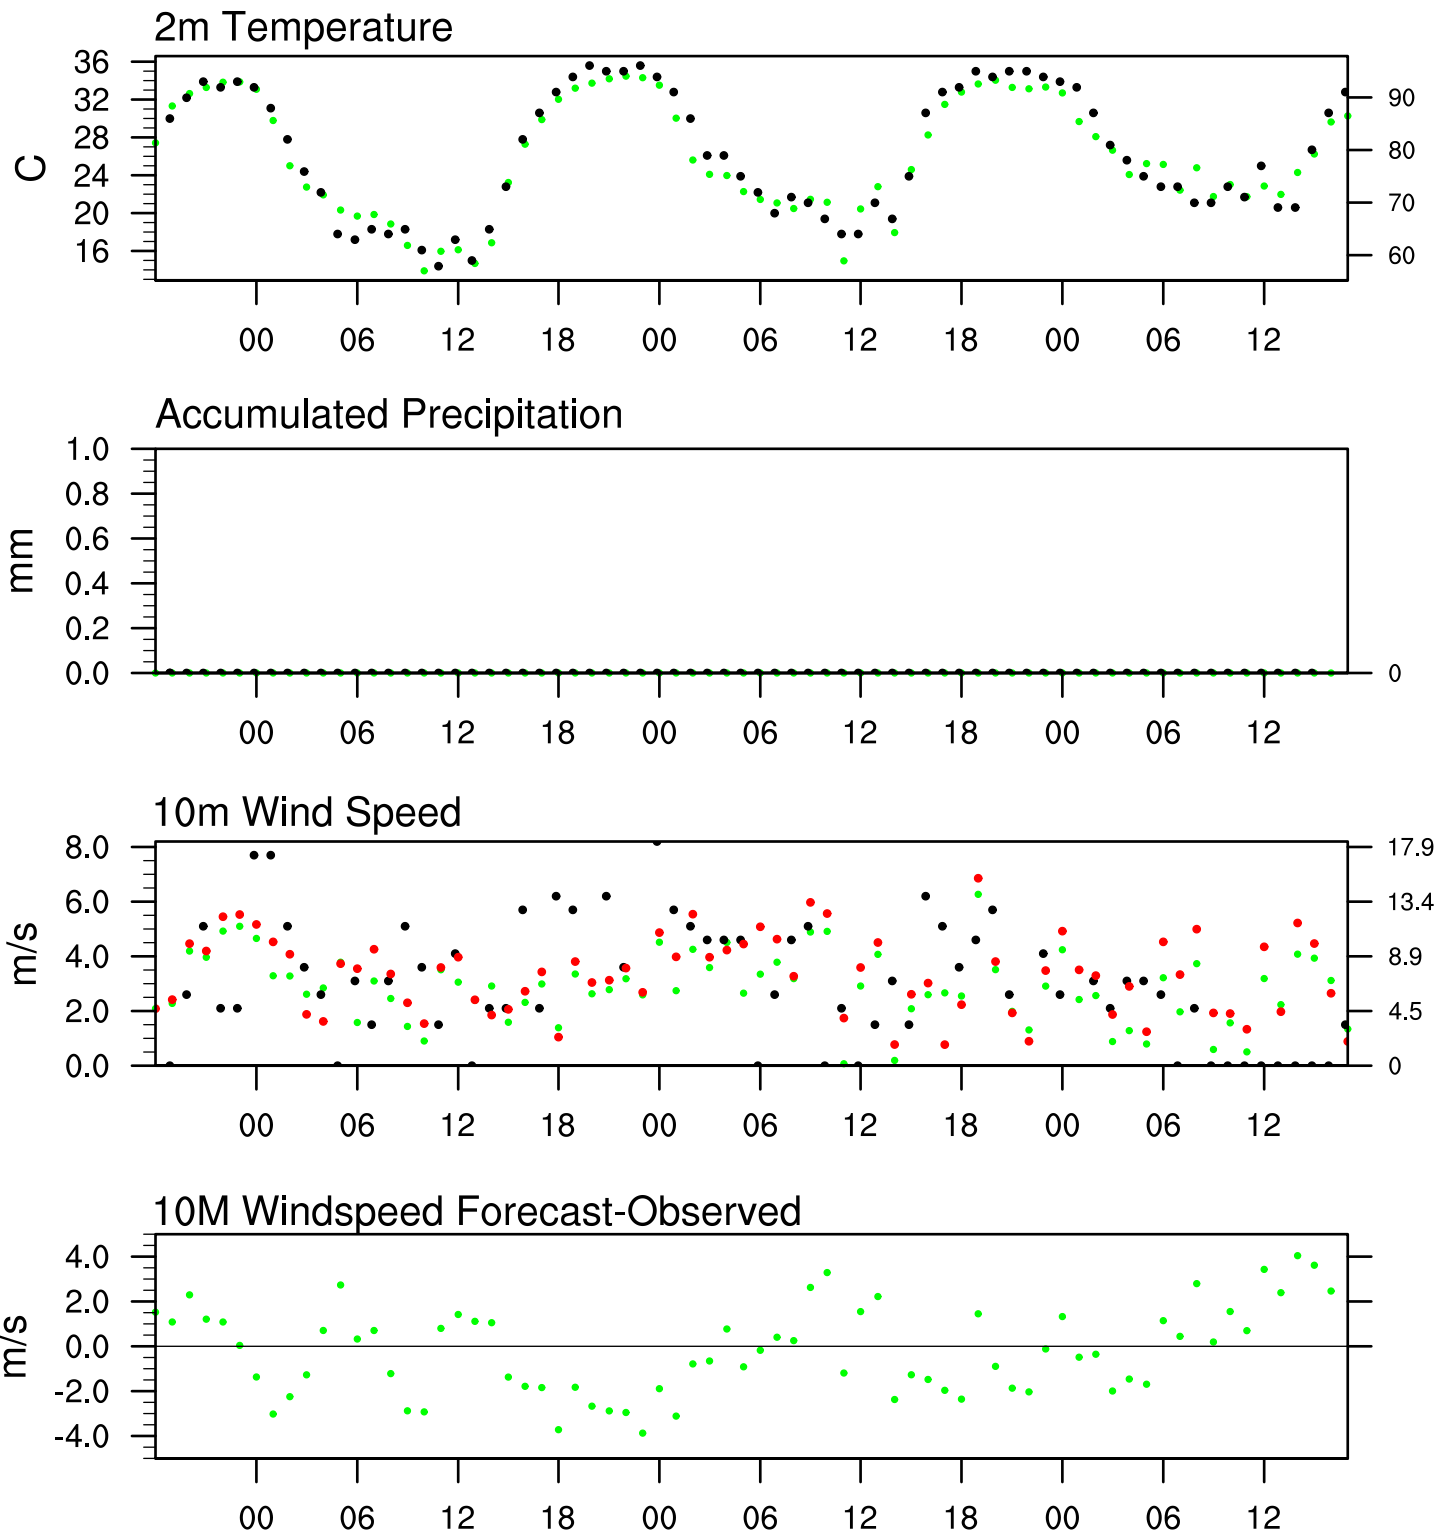 2m Temperature
36
32
28
24
20
16
C
90
80
70
60
00 06 12 18 00 06 12 18 00 06 12
Accumulated Precipitation
1.0
0.8
0.6
0.4
0.2
0.0
mm
0
00 06 12 18 00 06 12 18 00 06 12
10m Wind Speed
8.0
6.0
4.0
2.0
0.0
m/s
17.9
13.4
8.9
4.5
0
00 06 12 18 00 06 12 18 00 06 12
10M Windspeed Forecast-Observed
4.0
2.0
0.0
-2.0
-4.0
m/s
00 06 12 18 00 06 12 18 00 06 12